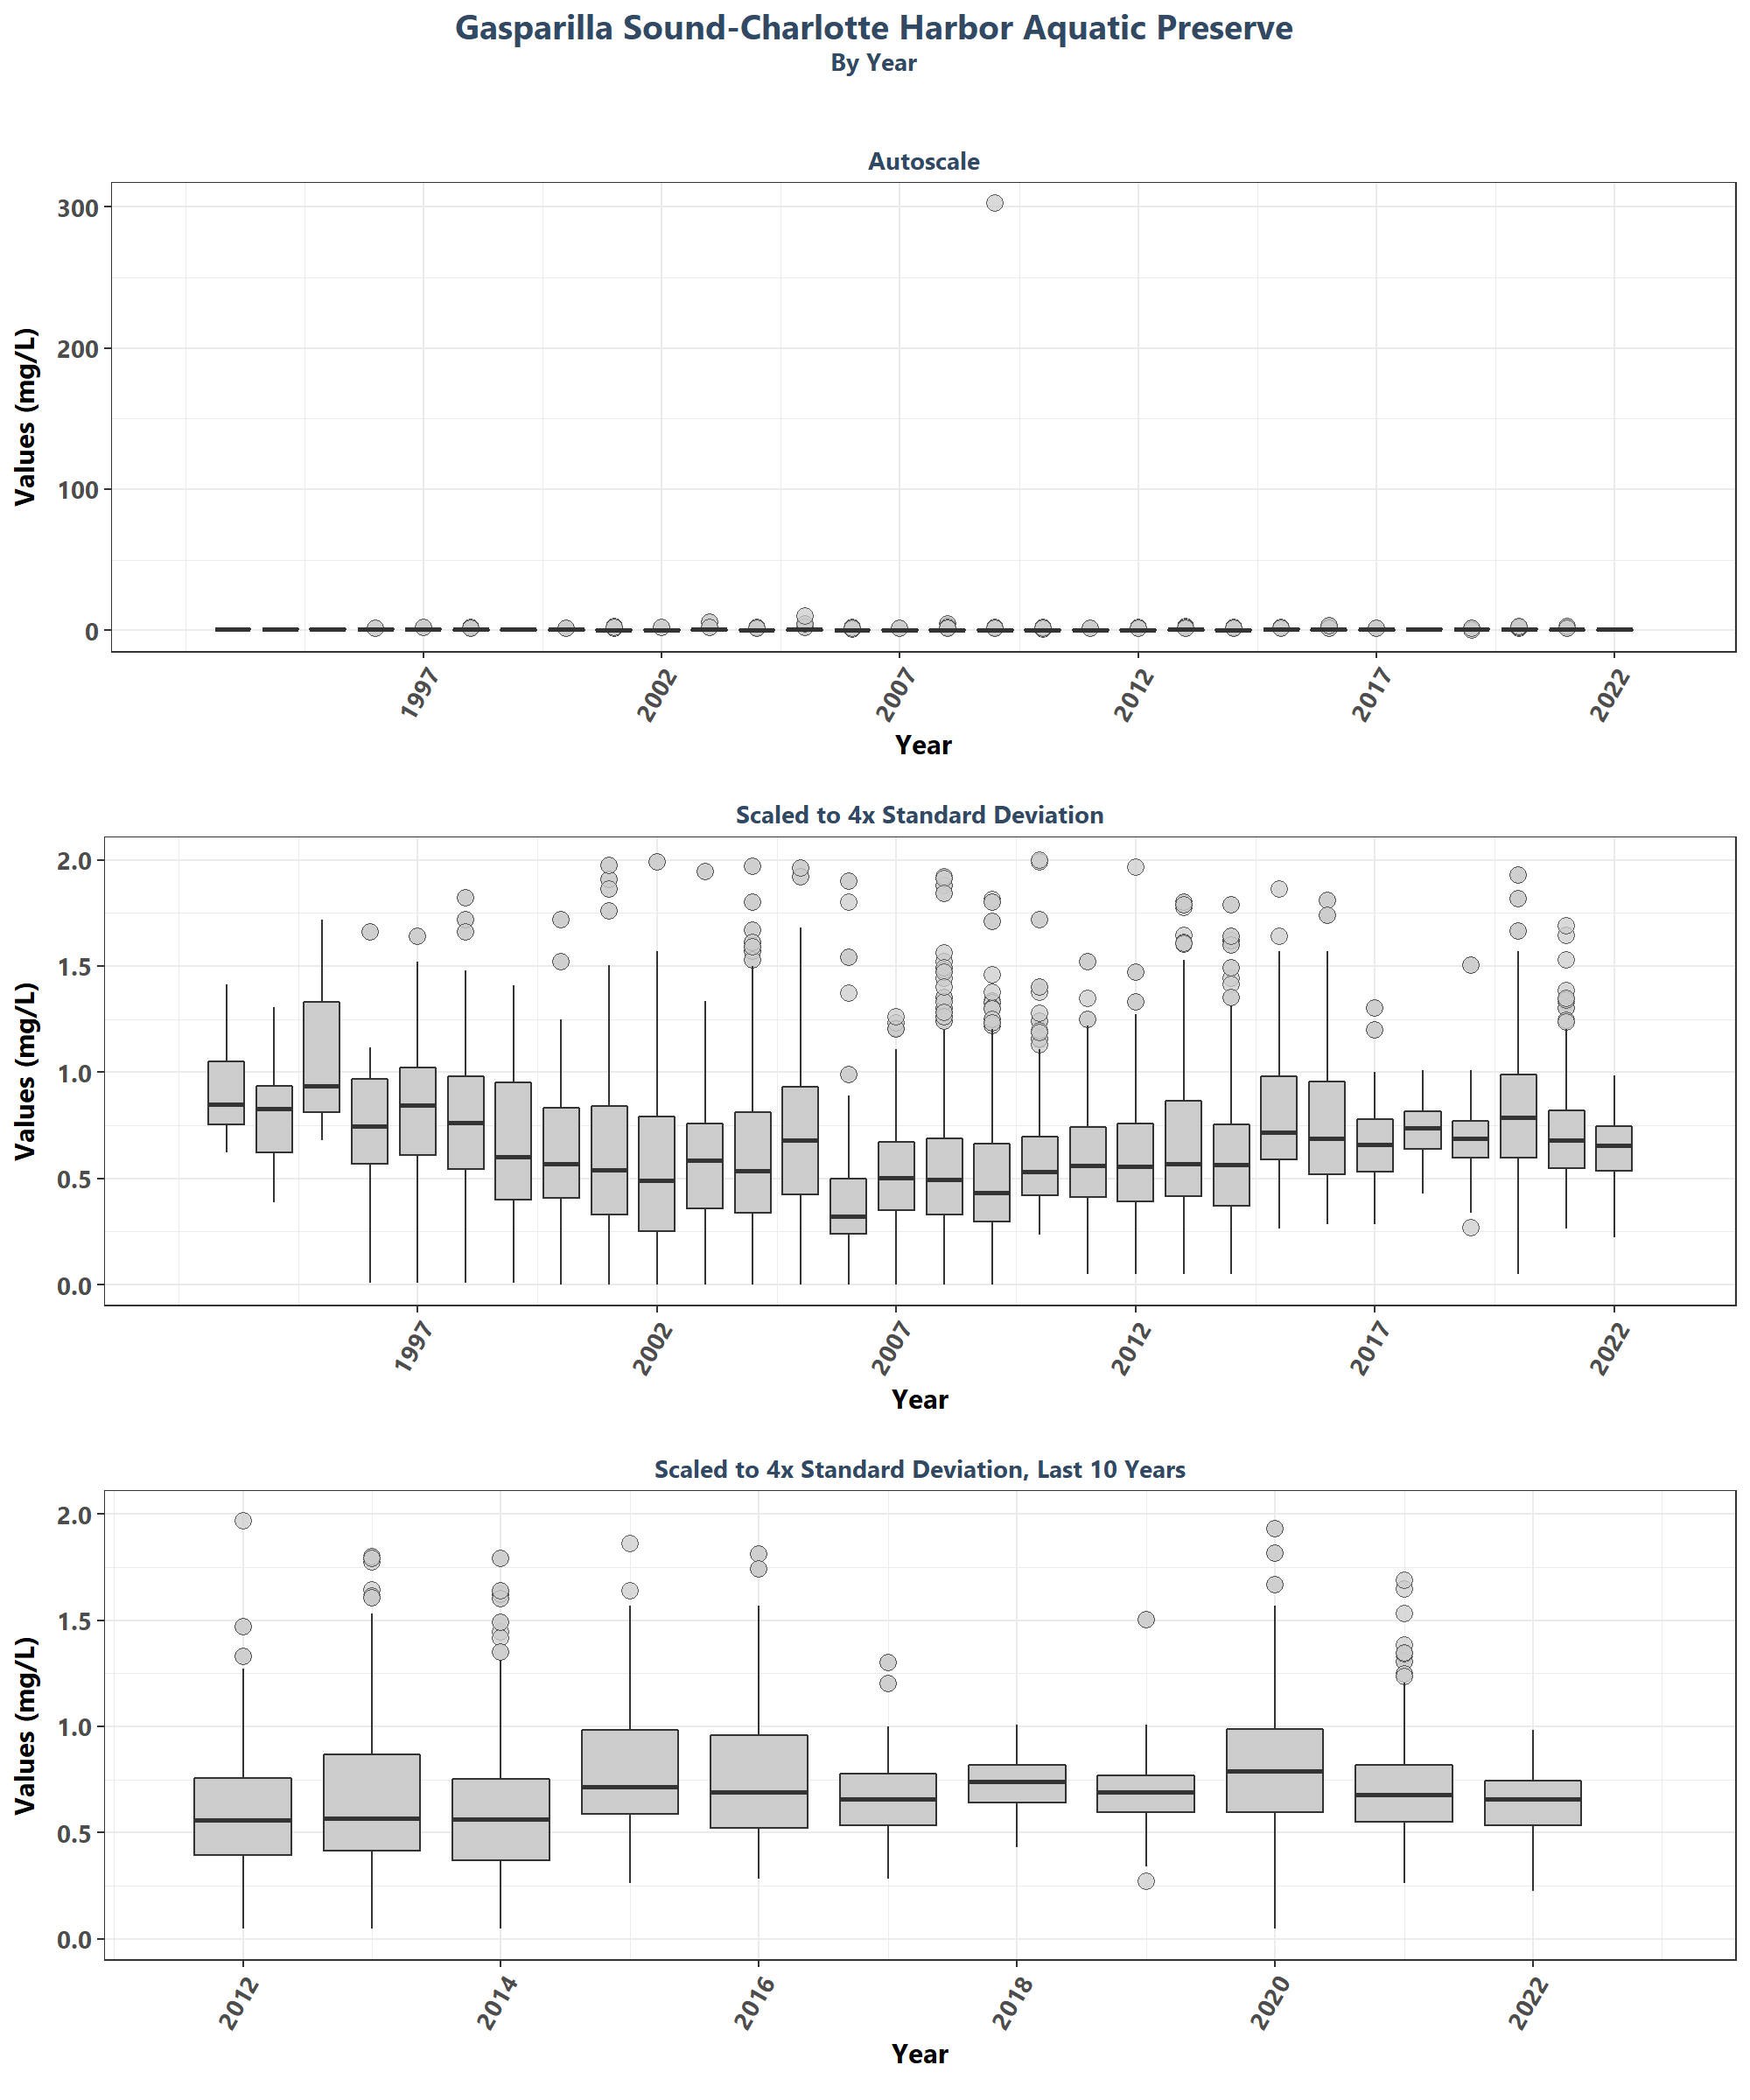 Gasparilla Sound-Charlotte Harbor Aquatic Preserve
By Year
Autoscale
Values (mg/L)
300
200
100
0
1997
2002
2007
2012
2017
2022
Year
Scaled to 4x Standard Deviation
Values (mg/L)
2.0
1.5
1.0
0.5
0.0
1997
2002
2007
2012
2017
2022
Year
Scaled to 4x Standard Deviation, Last 10 Years
Values (mg/L)
2.0
1.5
1.0
0.5
0.0
2012
2014
2016
2018
2020
2022
Year